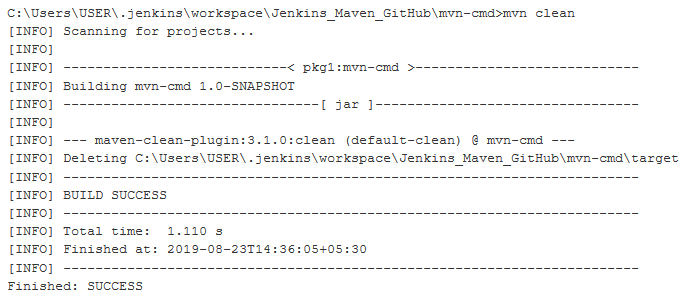 C:\Users\USER\.jenkins\workspace\Jenkins_Maven_GitHub\mvn-cmd>mvn clean
[INFO] Scanning for projects...
[INFO]
[INFO] ----------------------------< pkg1:mvn-cmd >----------------------------
[INFO] Building mvn-cmd 1.0-SNAPSHOT
[INFO] --------------------------------[ jar ]---------------------------------
[INFO]
[INFO] --- maven-clean-plugin:3.1.0:clean (default-clean) @ mvn-cmd ---
[INFO] Deleting C:\Users\USER\.jenkins\workspace\Jenkins_Maven_GitHub\mvn-cmd\target
[INFO] ------------------------------------------------------------------------
[INFO] BUILD SUCCESS
[INFO] ------------------------------------------------------------------------
[INFO] Total time:  1.110 s
[INFO] Finished at: 2019-08-23T14:36:05+05:30
[INFO] ------------------------------------------------------------------------
Finished: SUCCESS